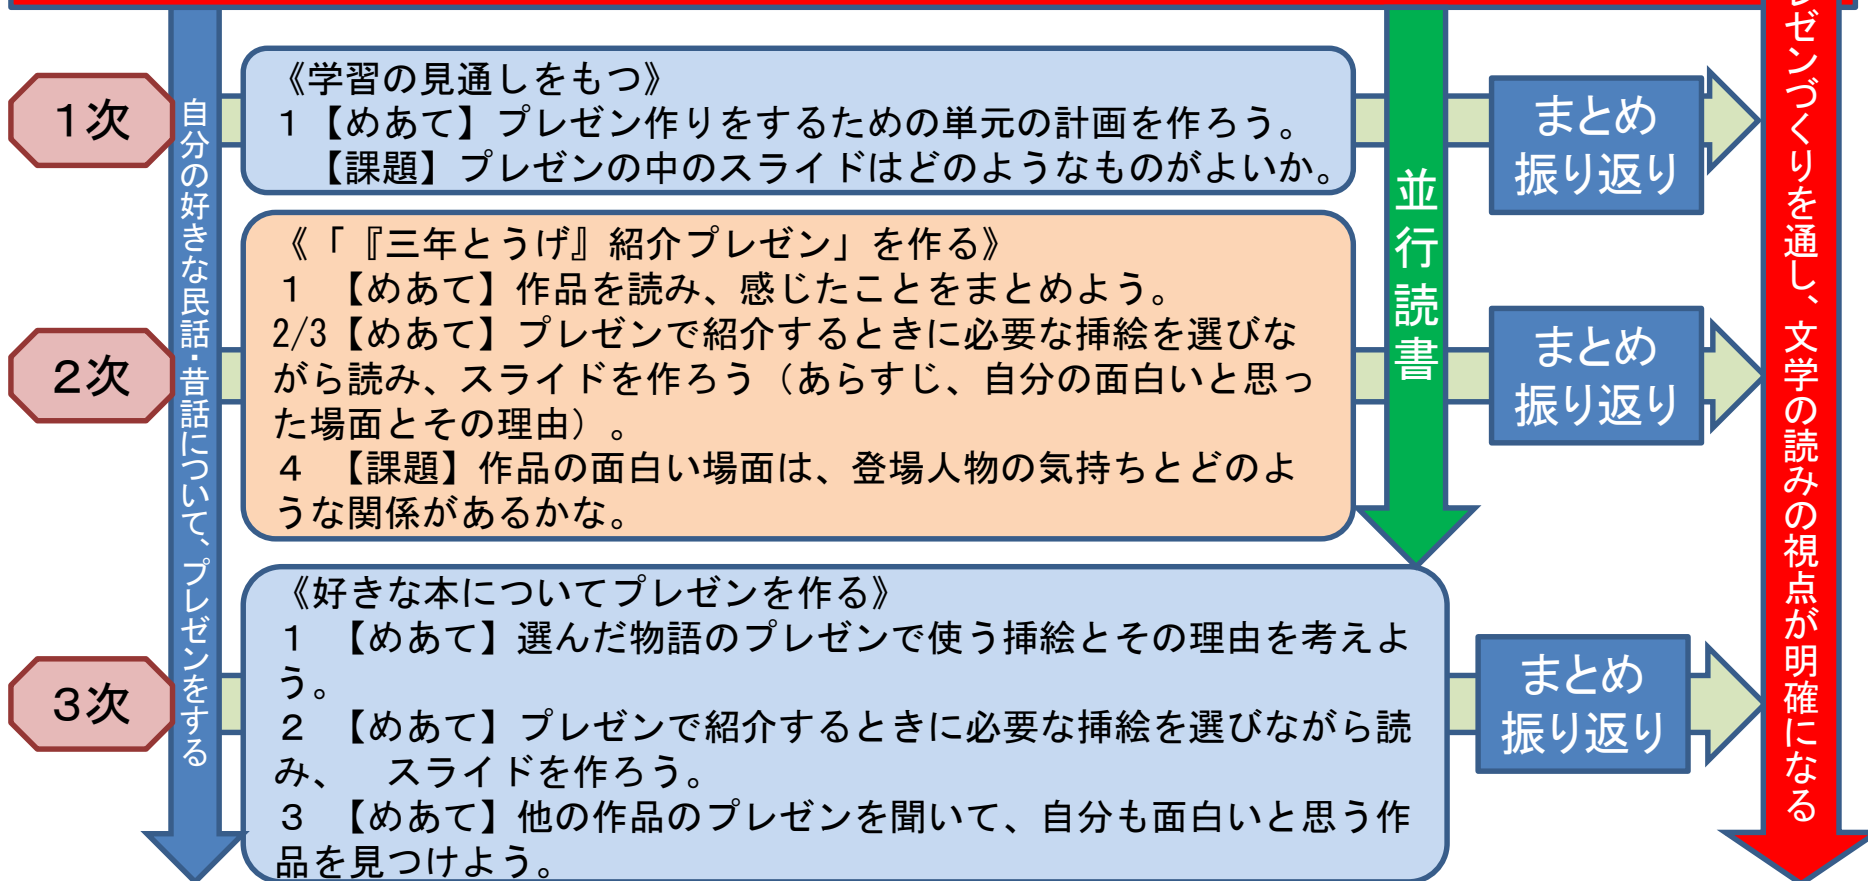 1次
自分の好きな民話・昔話について、プレゼンをする
《学習の見通しをもつ》
1【めあて】プレゼン作りをするための単元の計画を作ろう。
【課題】プレゼンの中のスライドはどのようなものがよいか。
並行読書
まとめ
振り返り
レゼンづくりを通し、文学の読みの視点が明確になる
2次
《「『三年とうげ』紹介プレゼン」を作る》
1 【めあて】作品を読み、感じたことをまとめよう。
2/3【めあて】プレゼンで紹介するときに必要な挿絵を選びな
がら読み、スライドを作ろう（あらすじ、自分の面白いと思っ
た場面とその理由）。
4 【課題】作品の面白い場面は、登場人物の気持ちとどのよ
うな関係があるかな。
まとめ
振り返り
3次
《好きな本についてプレゼンを作る》
1 【めあて】選んだ物語のプレゼンで使う挿絵とその理由を考えよ
う。
2 【めあて】プレゼンで紹介するときに必要な挿絵を選びながら読
み、 スライドを作ろう。
3 【めあて】他の作品のプレゼンを聞いて、自分も面白いと思う作
品を見つけよう。
まとめ
振り返り